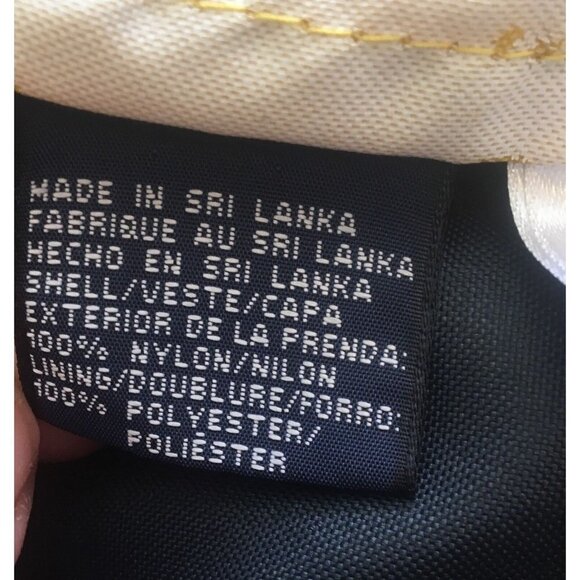 MADE IN SRI LANKA
FABRIQUE AU SRI LANKA
HECHO EN SRI LANKA
SHELL/VESTE/CAPA
EXTERIOR DE LA PRENDA:
100% NYLON/NILON
LINING/DOUBLURE/FORRO:
100% POLYESTER/
POLIÉSTER